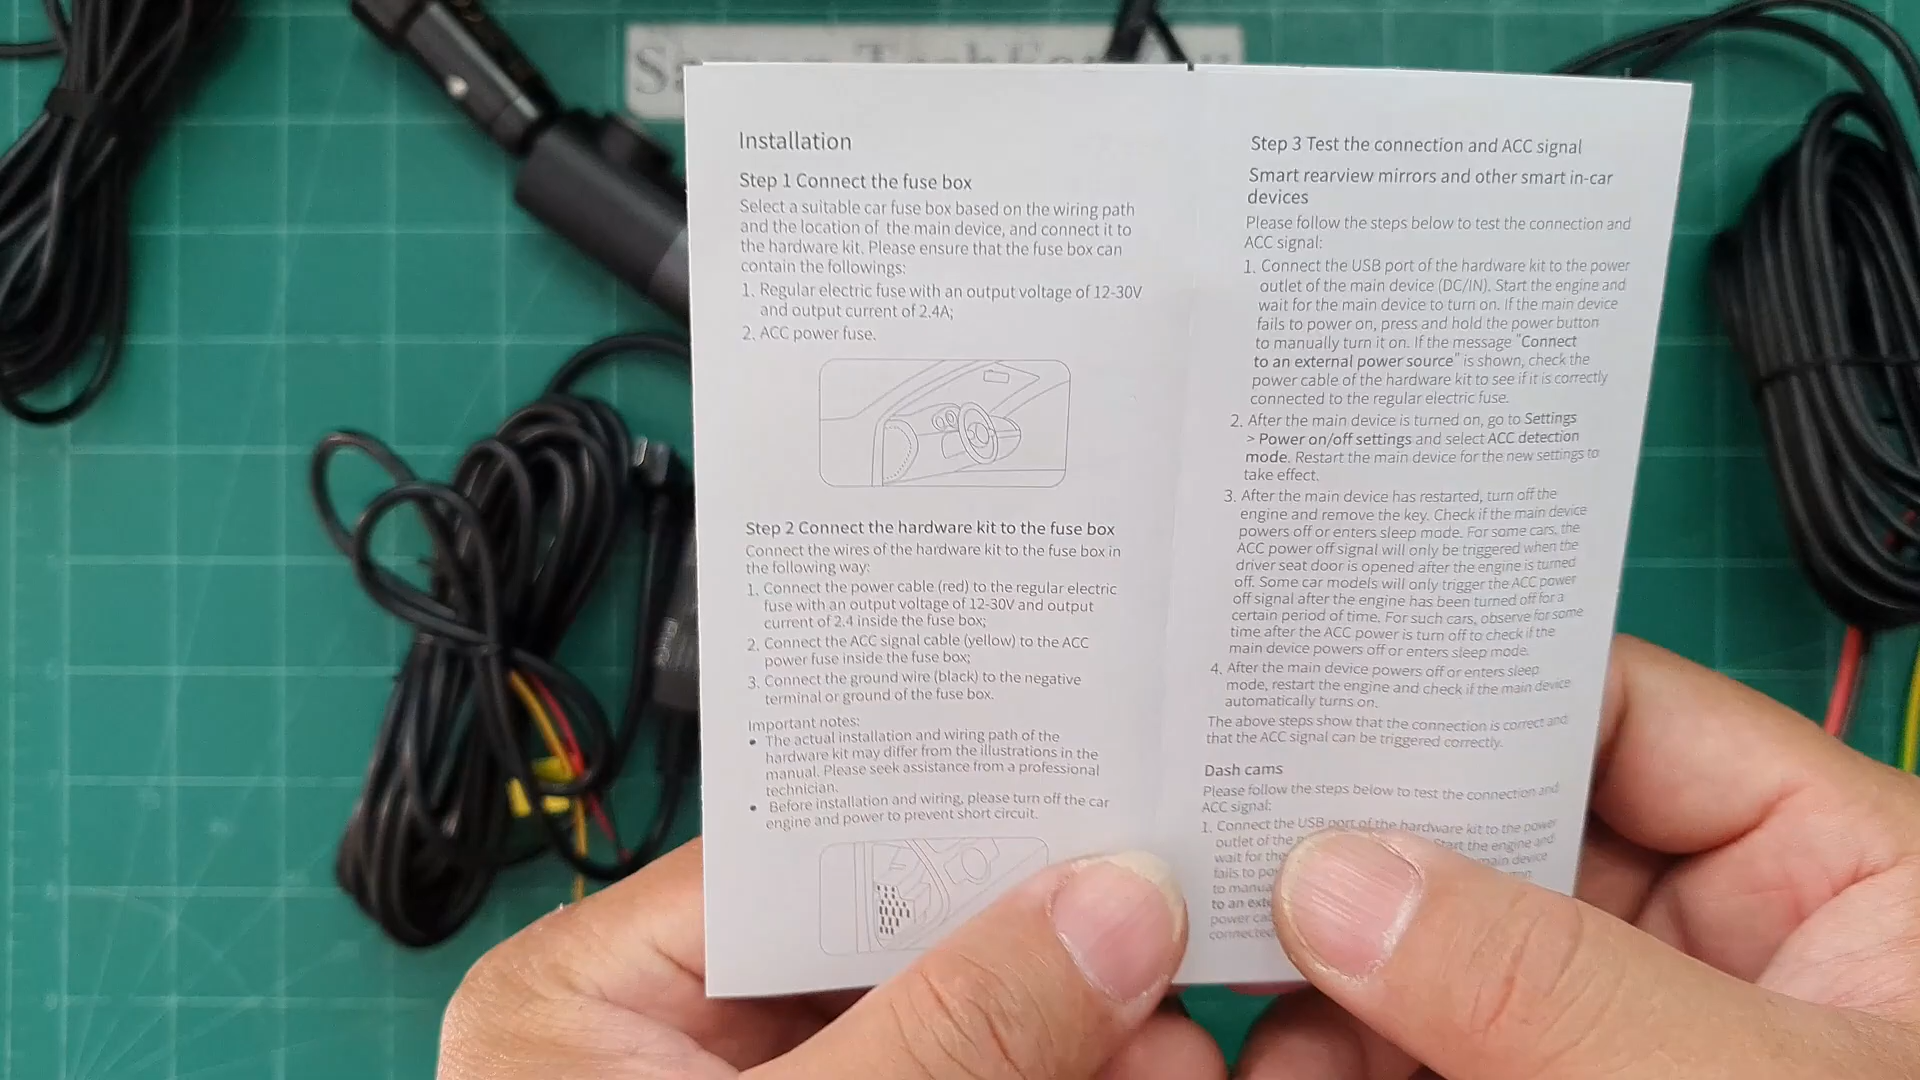 Installation
Step 1 Connect the fuse box
Select a suitable car fuse box based on the wiring path
and the location of the main device, and connect it to
the hardware kit. Please ensure that the fuse box can
contain the followings:
1. Regular electric fuse with an output voltage of 12-30V
and output current of 2.4A;
2. ACC power fuse.
Step 2 Connect the hardware kit to the fuse box
Connect the wires of the hardware kit to the fuse box in
the following way:
1. Connect the power cable (red) to the regular electric
fuse with an output voltage of 12-30V and output
current of 2.4 inside the fuse box;
2. Connect the ACC signal cable (yellow) to the ACC
power fuse inside the fuse box;
3. Connect the ground wire (black) to the negative
terminal or ground of the fuse box.
Important notes:
• The actual installation and wiring path of the
hardware kit may differ from the illustrations in the
manual. Please seek assistance from a professional
technician.
• Before installation and wiring, please turn off the car
engine and power to prevent short circuit.
Step 3 Test the connection and ACC signal
Smart rearview mirrors and other smart in-car
devices
Please follow the steps below to test the connection and
ACC signal:
1. Connect the USB port of the hardware kit to the power
outlet of the main device (DC/IN). Start the engine and
wait for the main device to turn on. If the main device
fails to power on, press and hold the power button
to manually turn it on. If the message "Connect
to an external power source" is shown, check the
power cable of the hardware kit to see if it is correctly
connected to the regular electric fuse.
2. After the main device is turned on, go to Settings
> Power on/off settings and select ACC detection
mode. Restart the main device for the new settings to
take effect.
3. After the main device has restarted, turn off the
engine and remove the key. Check if the main device
powers off or enters sleep mode. For some cars, the
ACC power off signal will only be triggered when the
driver seat door is opened after the engine is turned
off. Some car models will only trigger the ACC power
off signal after the engine has been turned off for a
certain period of time. For such cars, observe for some
time after the ACC power is turn off to check if the
main device powers off or enters sleep mode.
4. After the main device powers off or enters sleep
mode, restart the engine and check if the main device
automatically turns on.
The above steps show that the connection is correct and
that the ACC signal can be triggered correctly.
Dash cams
Please follow the steps below to test the connection and
ACC signal:
1. Connect the USB port of the hardware kit to the power
outlet of the Start the engine and
wait for the main device
fails to
to
to an
power
connected